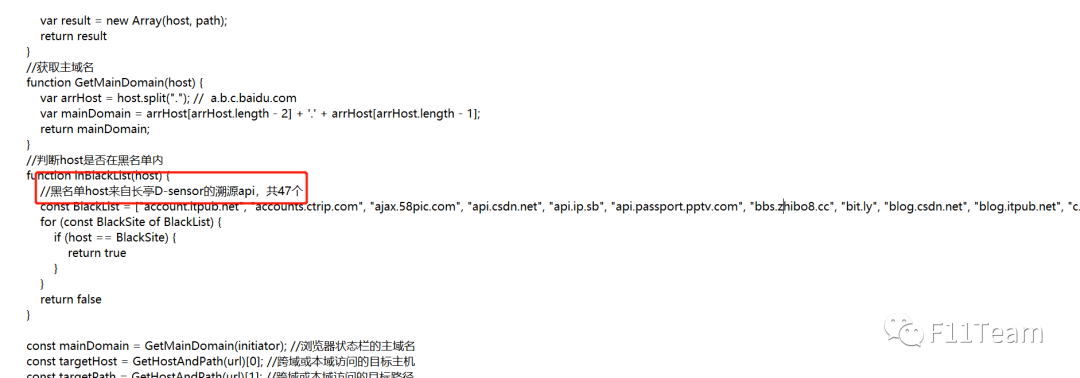 var result = new Array(host, path);
return result
}
//获取主域名
function GetMainDomain(host) {
var arrHost = host.split("."); // a.b.c.baidu.com
var mainDomain = arrHost[arrHost.length - 2] + '.' + arrHost[arrHost.length - 1];
return mainDomain;
}
//判断host是否在黑名单内
function InBlackList(host) {
//黑名单host来自长亭D-sensor的溯源api，共47个
const BlackList = ["account.itpub.net", "accounts.ctrip.com", "ajax.58pic.com", "api.csdn.net", "api.ip.sb", "api.passport.pptv.com", "bbs.zhibo8.cc", "bit.ly", "blog.csdn.net", "blog.itpub.net", "c.
for (const BlackSite of BlackList) {
if (host == BlackSite) {
return true
}
}
return false
}
const mainDomain = GetMainDomain(initiator); //浏览器状态栏的主域名
const targetHost = GetHostAndPath(url)[0]; //跨域或本域访问的目标主机
const targetPath = GetHostAndPath(url)[1]; //跨域或本域访问的目标路径
F11Team